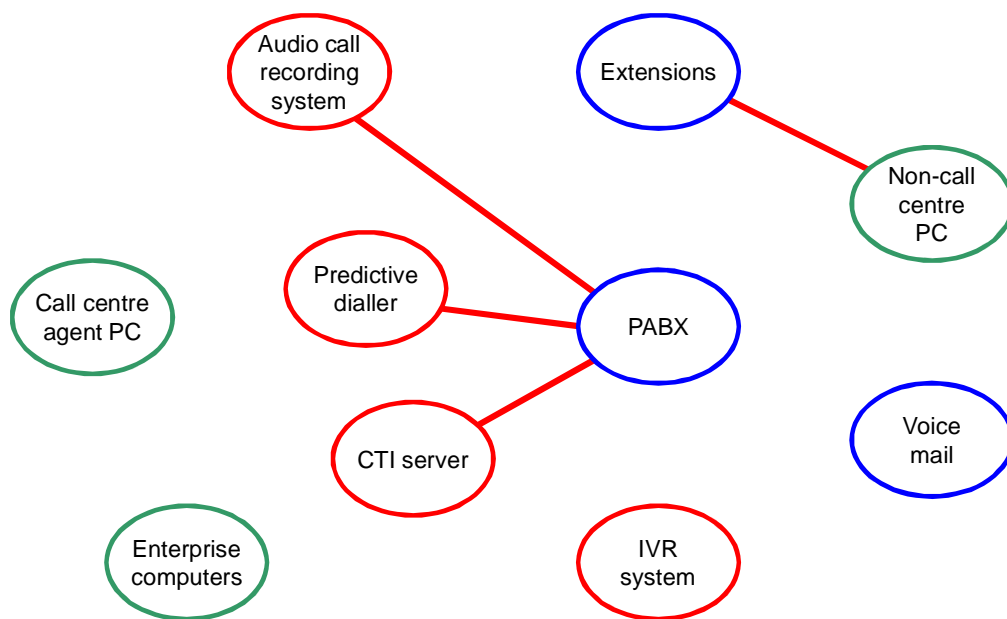 Audio call
recording
system
Extensions
Non-call
centre
PC
Predictive
dialler
Call centre
agent PC
PABX
Voice
mail
CTI server
Enterprise
computers
IVR
system